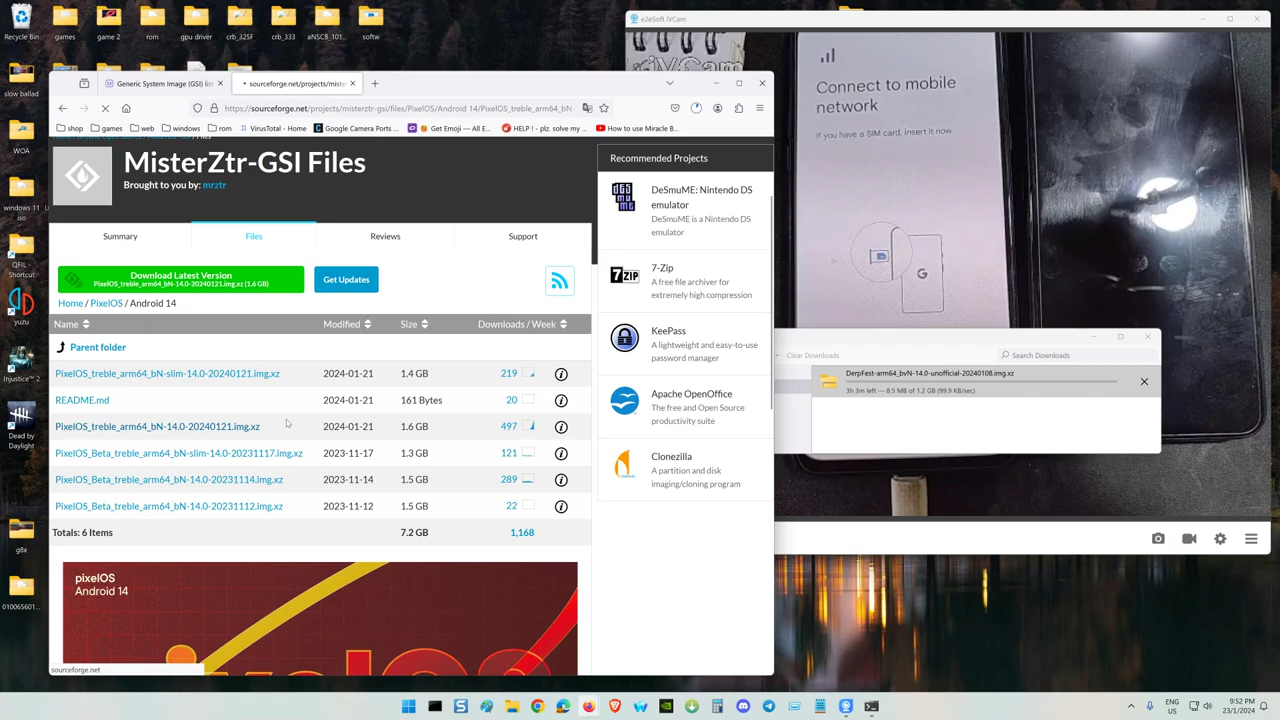 Recycle Bin
games
game 2
rom
gpu driver
crb_325F
crb_333
aNSCB_101...
softw
slow ballad
WOA
windows 11 iso
QFIL - Shortcut
yuzu
Injustice™ 2
Dead by Daylight
g8x
010065601...
e2eSoft iVCam
iVCam
Connect to mobile
network
If you have a SIM card, insert it now
G
Generic System Image (GSI) list
sourceforge.net/projects/mister
https://sourceforge.net/projects/misterztr-gsi/files/PixelOS/Android 14/PixelOS_treble_arm64_bN-
shop
games
web
windows
rom
VirusTotal - Home
Google Camera Ports ...
Get Emoji — All E...
HELP ! - plz. solve my ...
How to use Miracle B...
MisterZtr-GSI Files
Brought to you by: mrztr
Summary
Files
Reviews
Support
Download Latest Version
PixelOS_treble_arm64_bN-14.0-20240121.img.xz (1.6 GB)
Get Updates
Home / PixelOS / Android 14
Name Modified Size Downloads / Week
Parent folder
PixelOS_treble_arm64_bN-slim-14.0-20240121.img.xz 2024-01-21 1.4 GB 219
README.md 2024-01-21 161 Bytes 20
PixelOS_treble_arm64_bN-14.0-20240121.img.xz 2024-01-21 1.6 GB 497
PixelOS_Beta_treble_arm64_bN-slim-14.0-20231117.img.xz 2023-11-17 1.3 GB 121
PixelOS_Beta_treble_arm64_bN-14.0-20231114.img.xz 2023-11-14 1.5 GB 289
PixelOS_Beta_treble_arm64_bN-14.0-20231112.img.xz 2023-11-12 1.5 GB 22
Totals: 6 Items 7.2 GB 1,168
pixelOS
Android 14
sourceforge.net
Recommended Projects
DeSmuME: Nintendo DS
emulator
DeSmuME is a Nintendo DS
emulator
7-Zip
A free file archiver for
extremely high compression
KeePass
A lightweight and easy-to-use
password manager
Apache OpenOffice
The free and Open Source
productivity suite
Clonezilla
A partition and disk
imaging/cloning program
Clear Downloads
Search Downloads
DerpFest-arm64_bvN-14.0-unofficial-20240108.img.xz
3h 3m left — 8.5 MB of 1.2 GB (99.9 KB/sec)
ENG
US
9:52 PM
23/1/2024